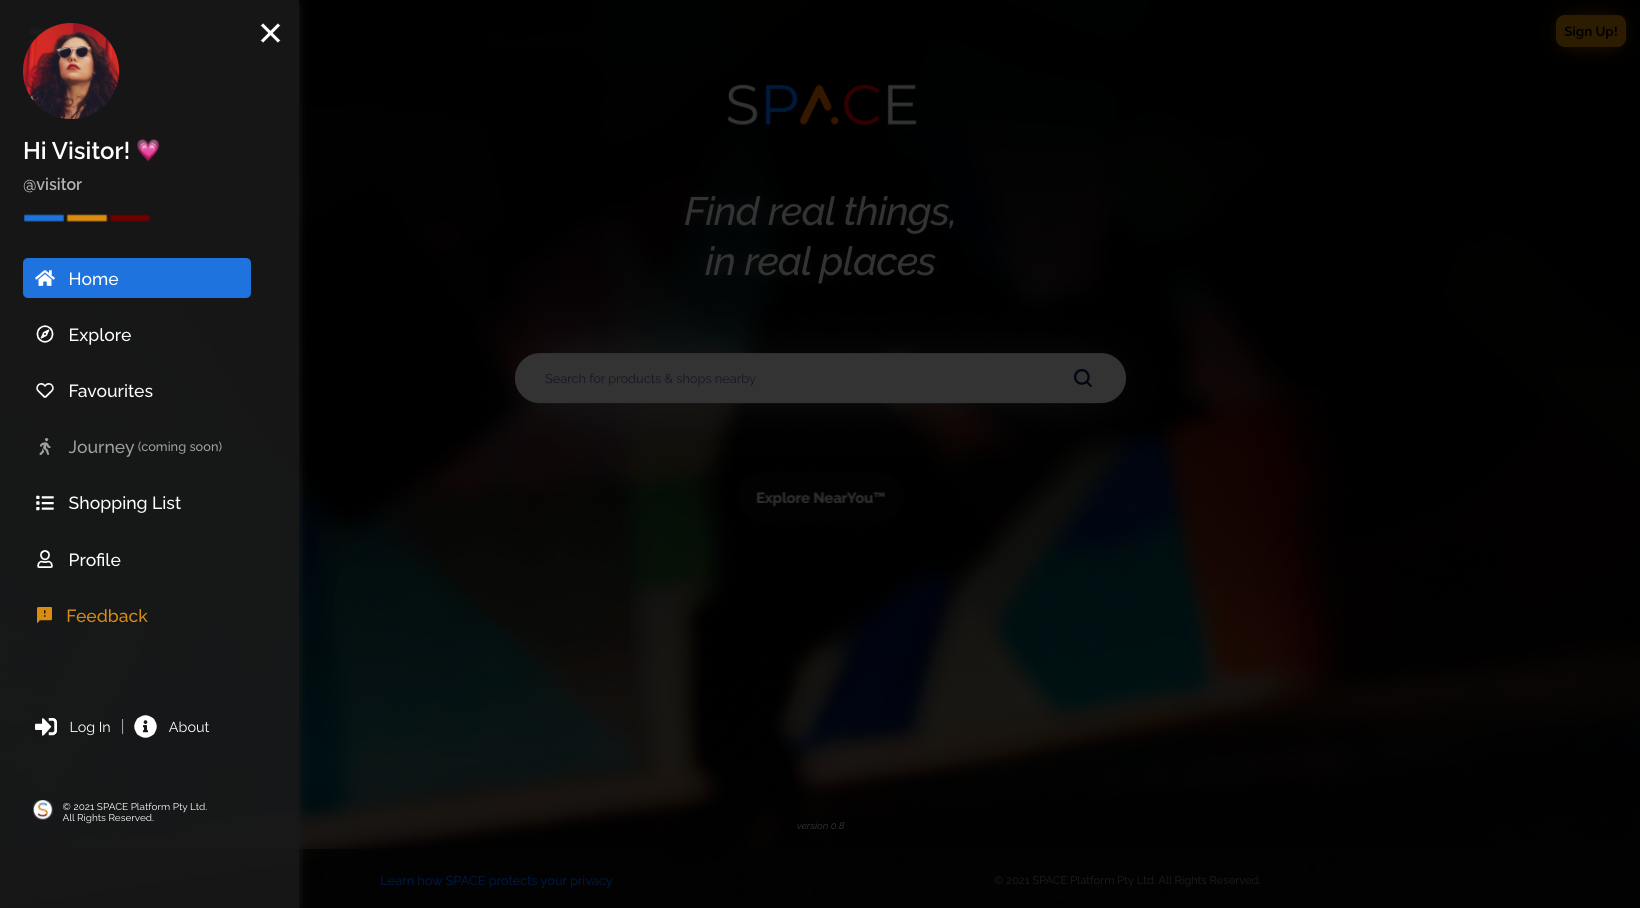 Hi Visitor! 💗
@visitor
Home
Explore
Favourites
Journey (coming soon)
Shopping List
Profile
Feedback
Log In | About
© 2021 SPACE Platform Pty Ltd.
All Rights Reserved.
Sign Up!
SPACE
Find real things,
in real places
Search for products & shops nearby
Explore NearYou™
version 0.8
Learn how SPACE protects your privacy
© 2021 SPACE Platform Pty Ltd. All Rights Reserved.